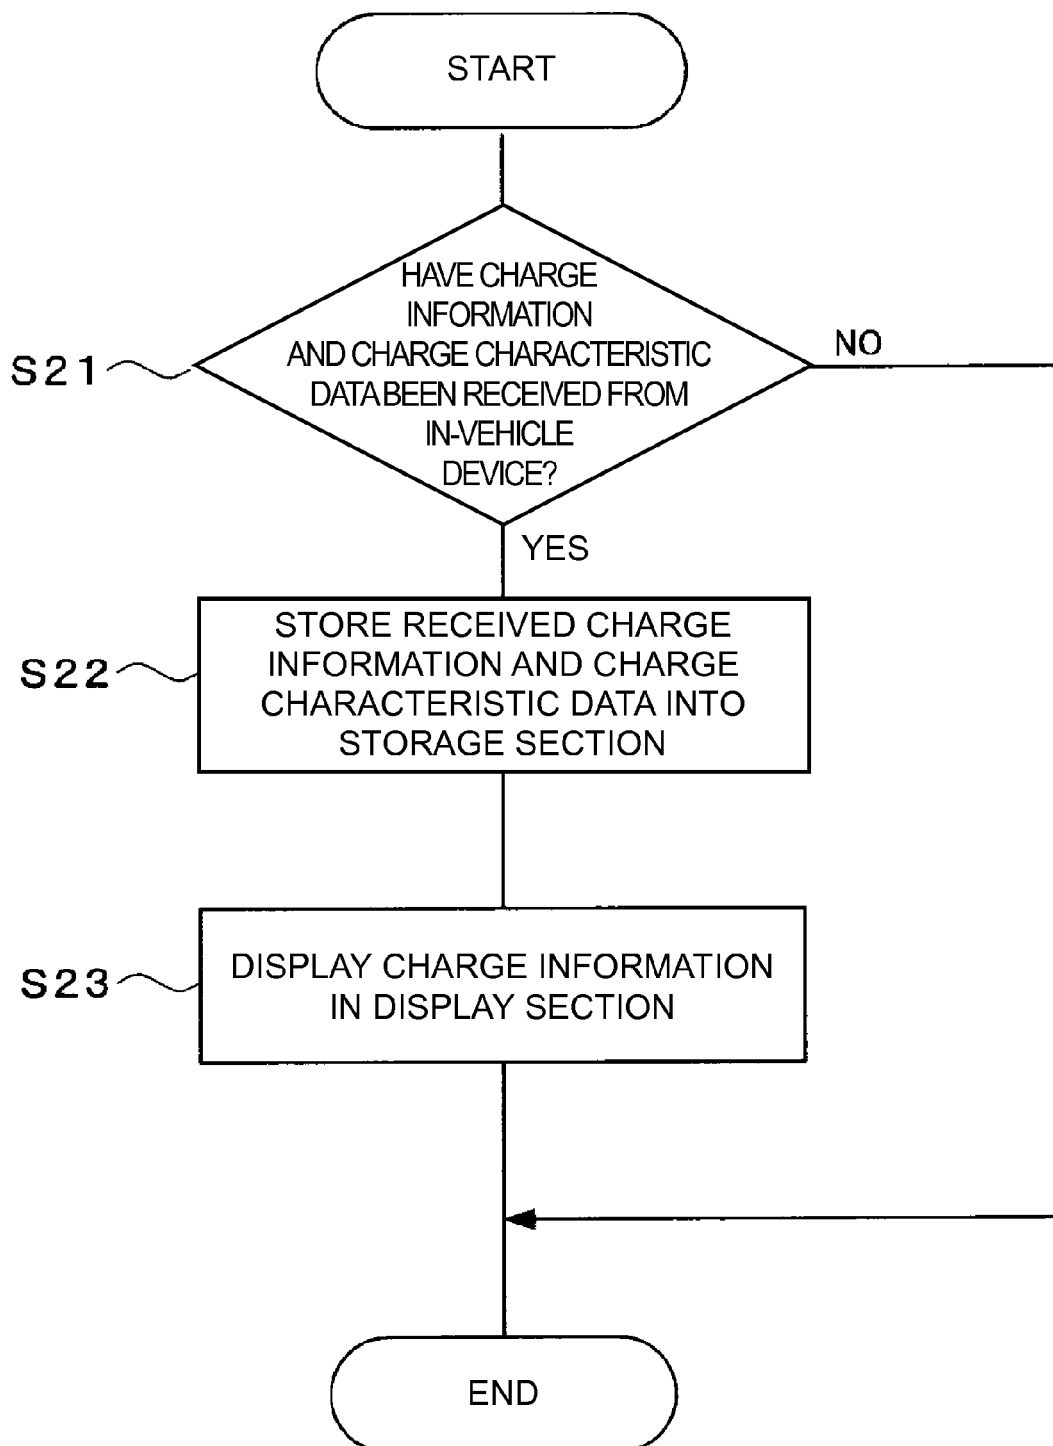 START
HAVE CHARGE
INFORMATION
AND CHARGE CHARACTERISTIC
DATA BEEN RECEIVED FROM
IN-VEHICLE
DEVICE?
S21
NO
YES
STORE RECEIVED CHARGE
INFORMATION AND CHARGE
CHARACTERISTIC DATA INTO
STORAGE SECTION
S22
DISPLAY CHARGE INFORMATION
IN DISPLAY SECTION
S23
END